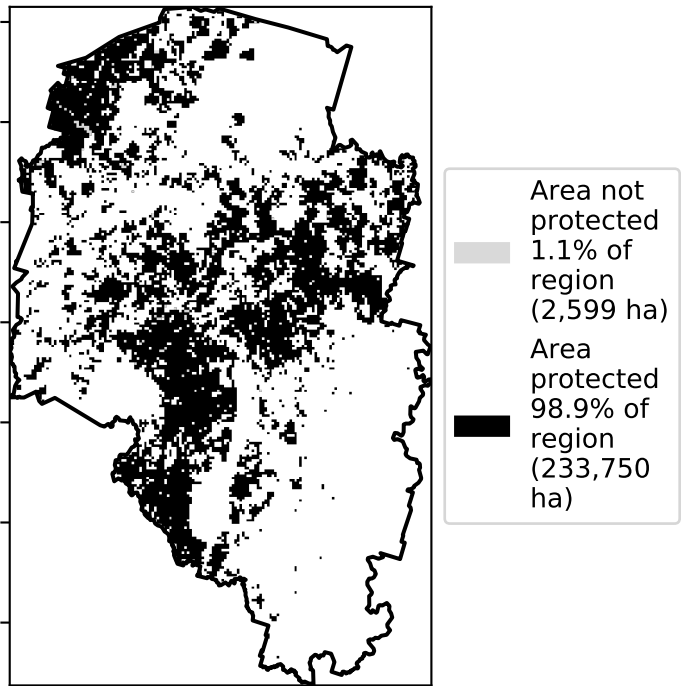 Area not
protected
1.1% of
region
(2,599 ha)
Area
protected
98.9% of
region
(233,750
ha)